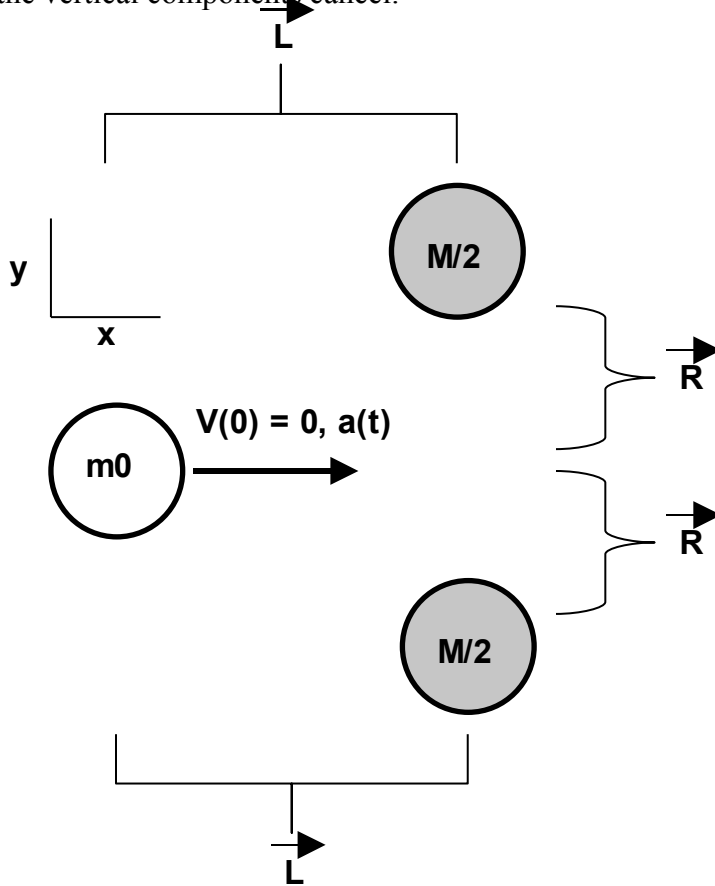 the vertical components cancel.
L
M/2
y
x
R
V(0) = 0, a(t)
m0
R
M/2
L